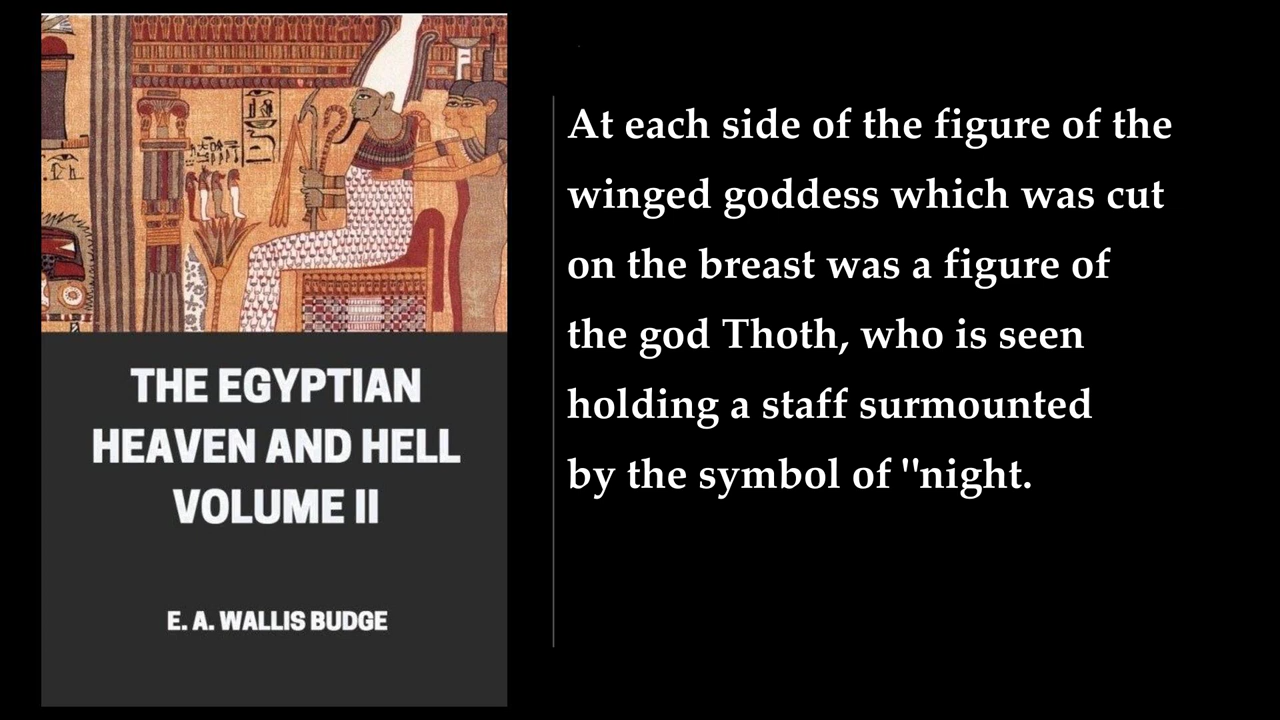 THE EGYPTIAN
HEAVEN AND HELL
VOLUME II
E. A. WALLIS BUDGE
At each side of the figure of the
winged goddess which was cut
on the breast was a figure of
the god Thoth, who is seen
holding a staff surmounted
by the symbol of "night.